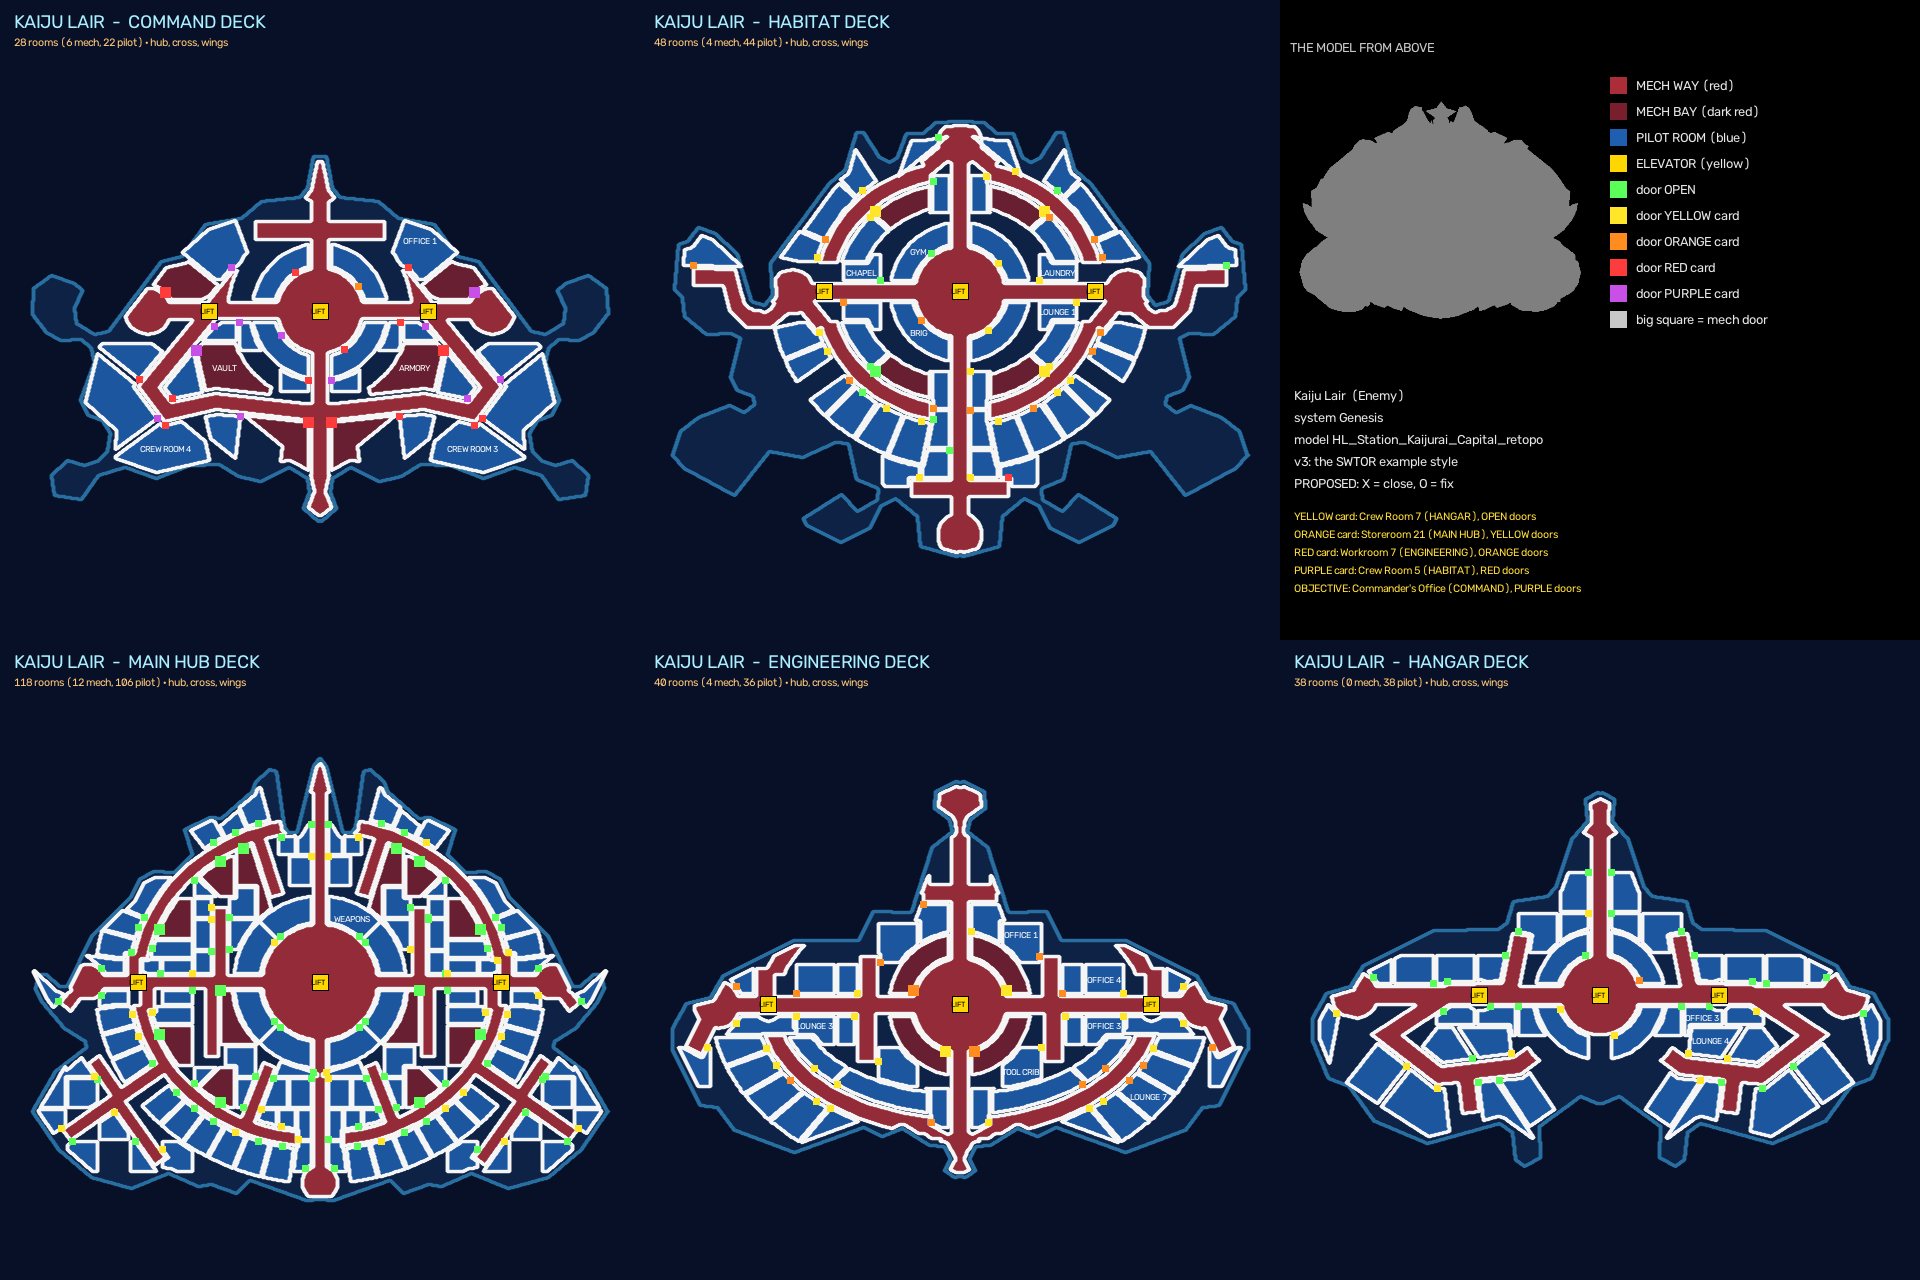 KAIJU LAIR - COMMAND DECK
28 rooms (6 mech, 22 pilot) • hub, cross, wings
OFFICE 1
LIFT
LIFT
LIFT
VAULT
ARMORY
CREW ROOM 4
CREW ROOM 3
KAIJU LAIR - HABITAT DECK
48 rooms (4 mech, 44 pilot) • hub, cross, wings
GYM
CHAPEL
LAUNDRY
LIFT
LIFT
LIFT
LOUNGE 1
BRIG
THE MODEL FROM ABOVE
MECH WAY (red)
MECH BAY (dark red)
PILOT ROOM (blue)
ELEVATOR (yellow)
door OPEN
door YELLOW card
door ORANGE card
door RED card
door PURPLE card
big square = mech door
Kaiju Lair (Enemy)
system Genesis
model HL_Station_Kaijurai_Capital_retopo
v3: the SWTOR example style
PROPOSED: X = close, O = fix
YELLOW card: Crew Room 7 (HANGAR), OPEN doors
ORANGE card: Storeroom 21 (MAIN HUB), YELLOW doors
RED card: Workroom 7 (ENGINEERING), ORANGE doors
PURPLE card: Crew Room 5 (HABITAT), RED doors
OBJECTIVE: Commander's Office (COMMAND), PURPLE doors
KAIJU LAIR - MAIN HUB DECK
118 rooms (12 mech, 106 pilot) • hub, cross, wings
WEAPONS
LIFT
LIFT
LIFT
KAIJU LAIR - ENGINEERING DECK
40 rooms (4 mech, 36 pilot) • hub, cross, wings
OFFICE 1
OFFICE 4
LIFT
LIFT
LIFT
LOUNGE 3
OFFICE 3
TOOL CRIB
LOUNGE 7
KAIJU LAIR - HANGAR DECK
38 rooms (0 mech, 38 pilot) • hub, cross, wings
LIFT
LIFT
LIFT
OFFICE 3
LOUNGE 4